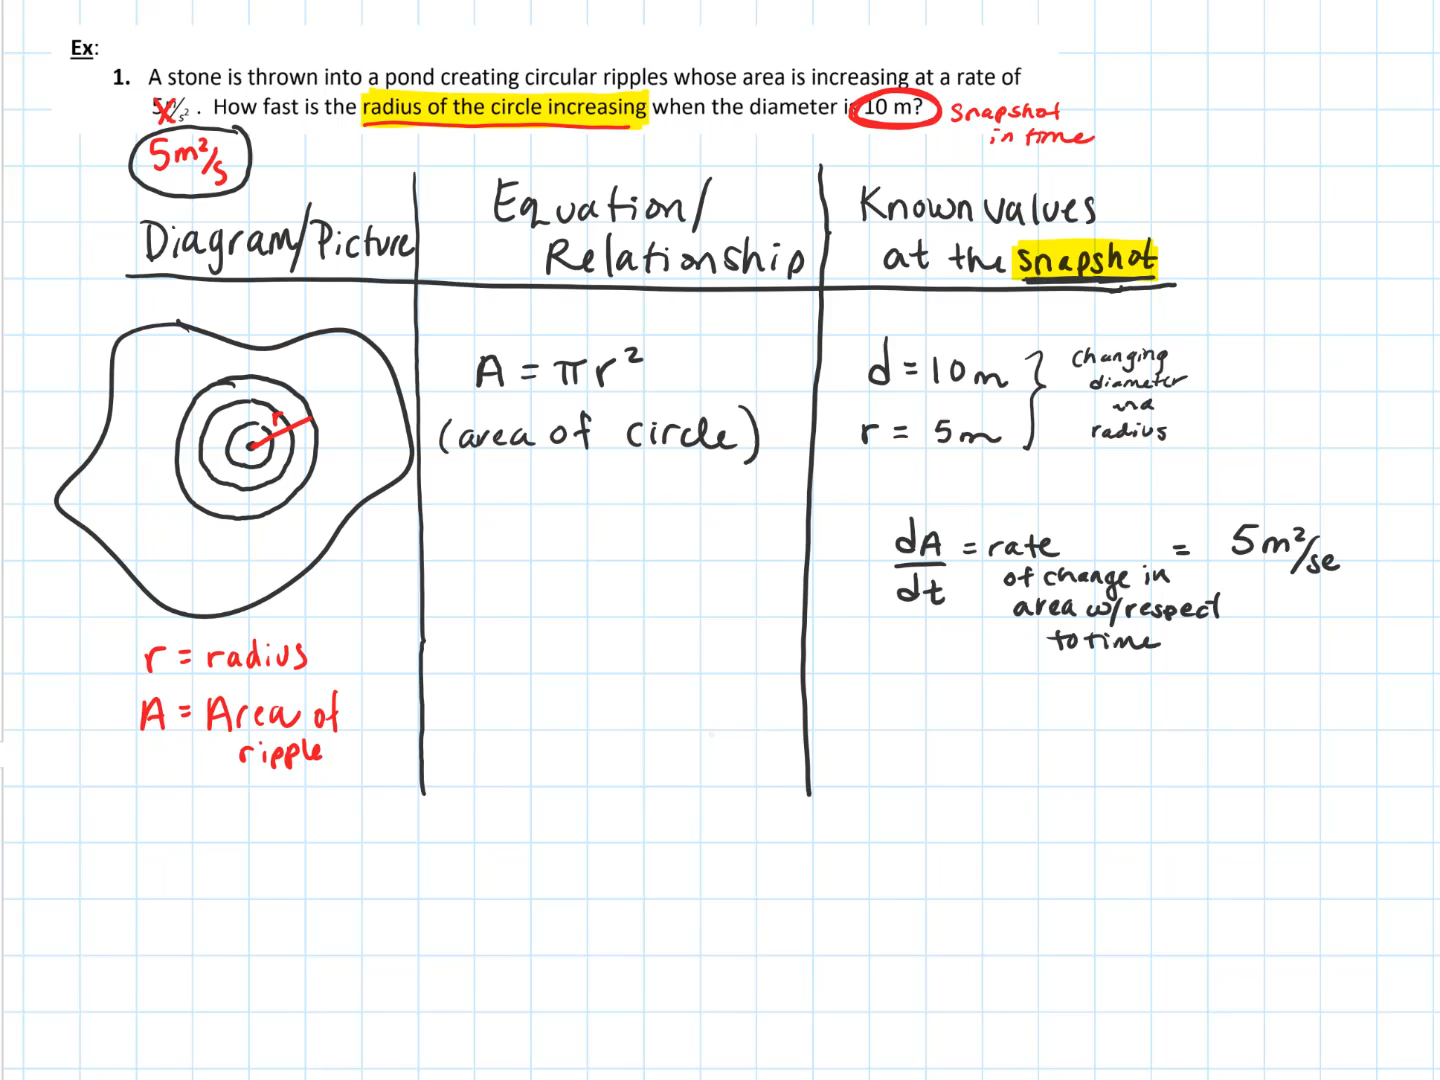 Ex:
1. A stone is thrown into a pond creating circular ripples whose area is increasing at a rate of
. How fast is the radius of the circle increasing when the diameter is 10 m?
snapshot
in time
5m²/s
Diagram/Picture
Equation/
Relationship
Known values
at the snapshot
r
r = radius
A = Area of
ripple
A = πr²
(area of circle)
d = 10m
r = 5m
changing
diameter
radius
dA/dt = rate = 5m²/se
of change in
area w/respect
to time